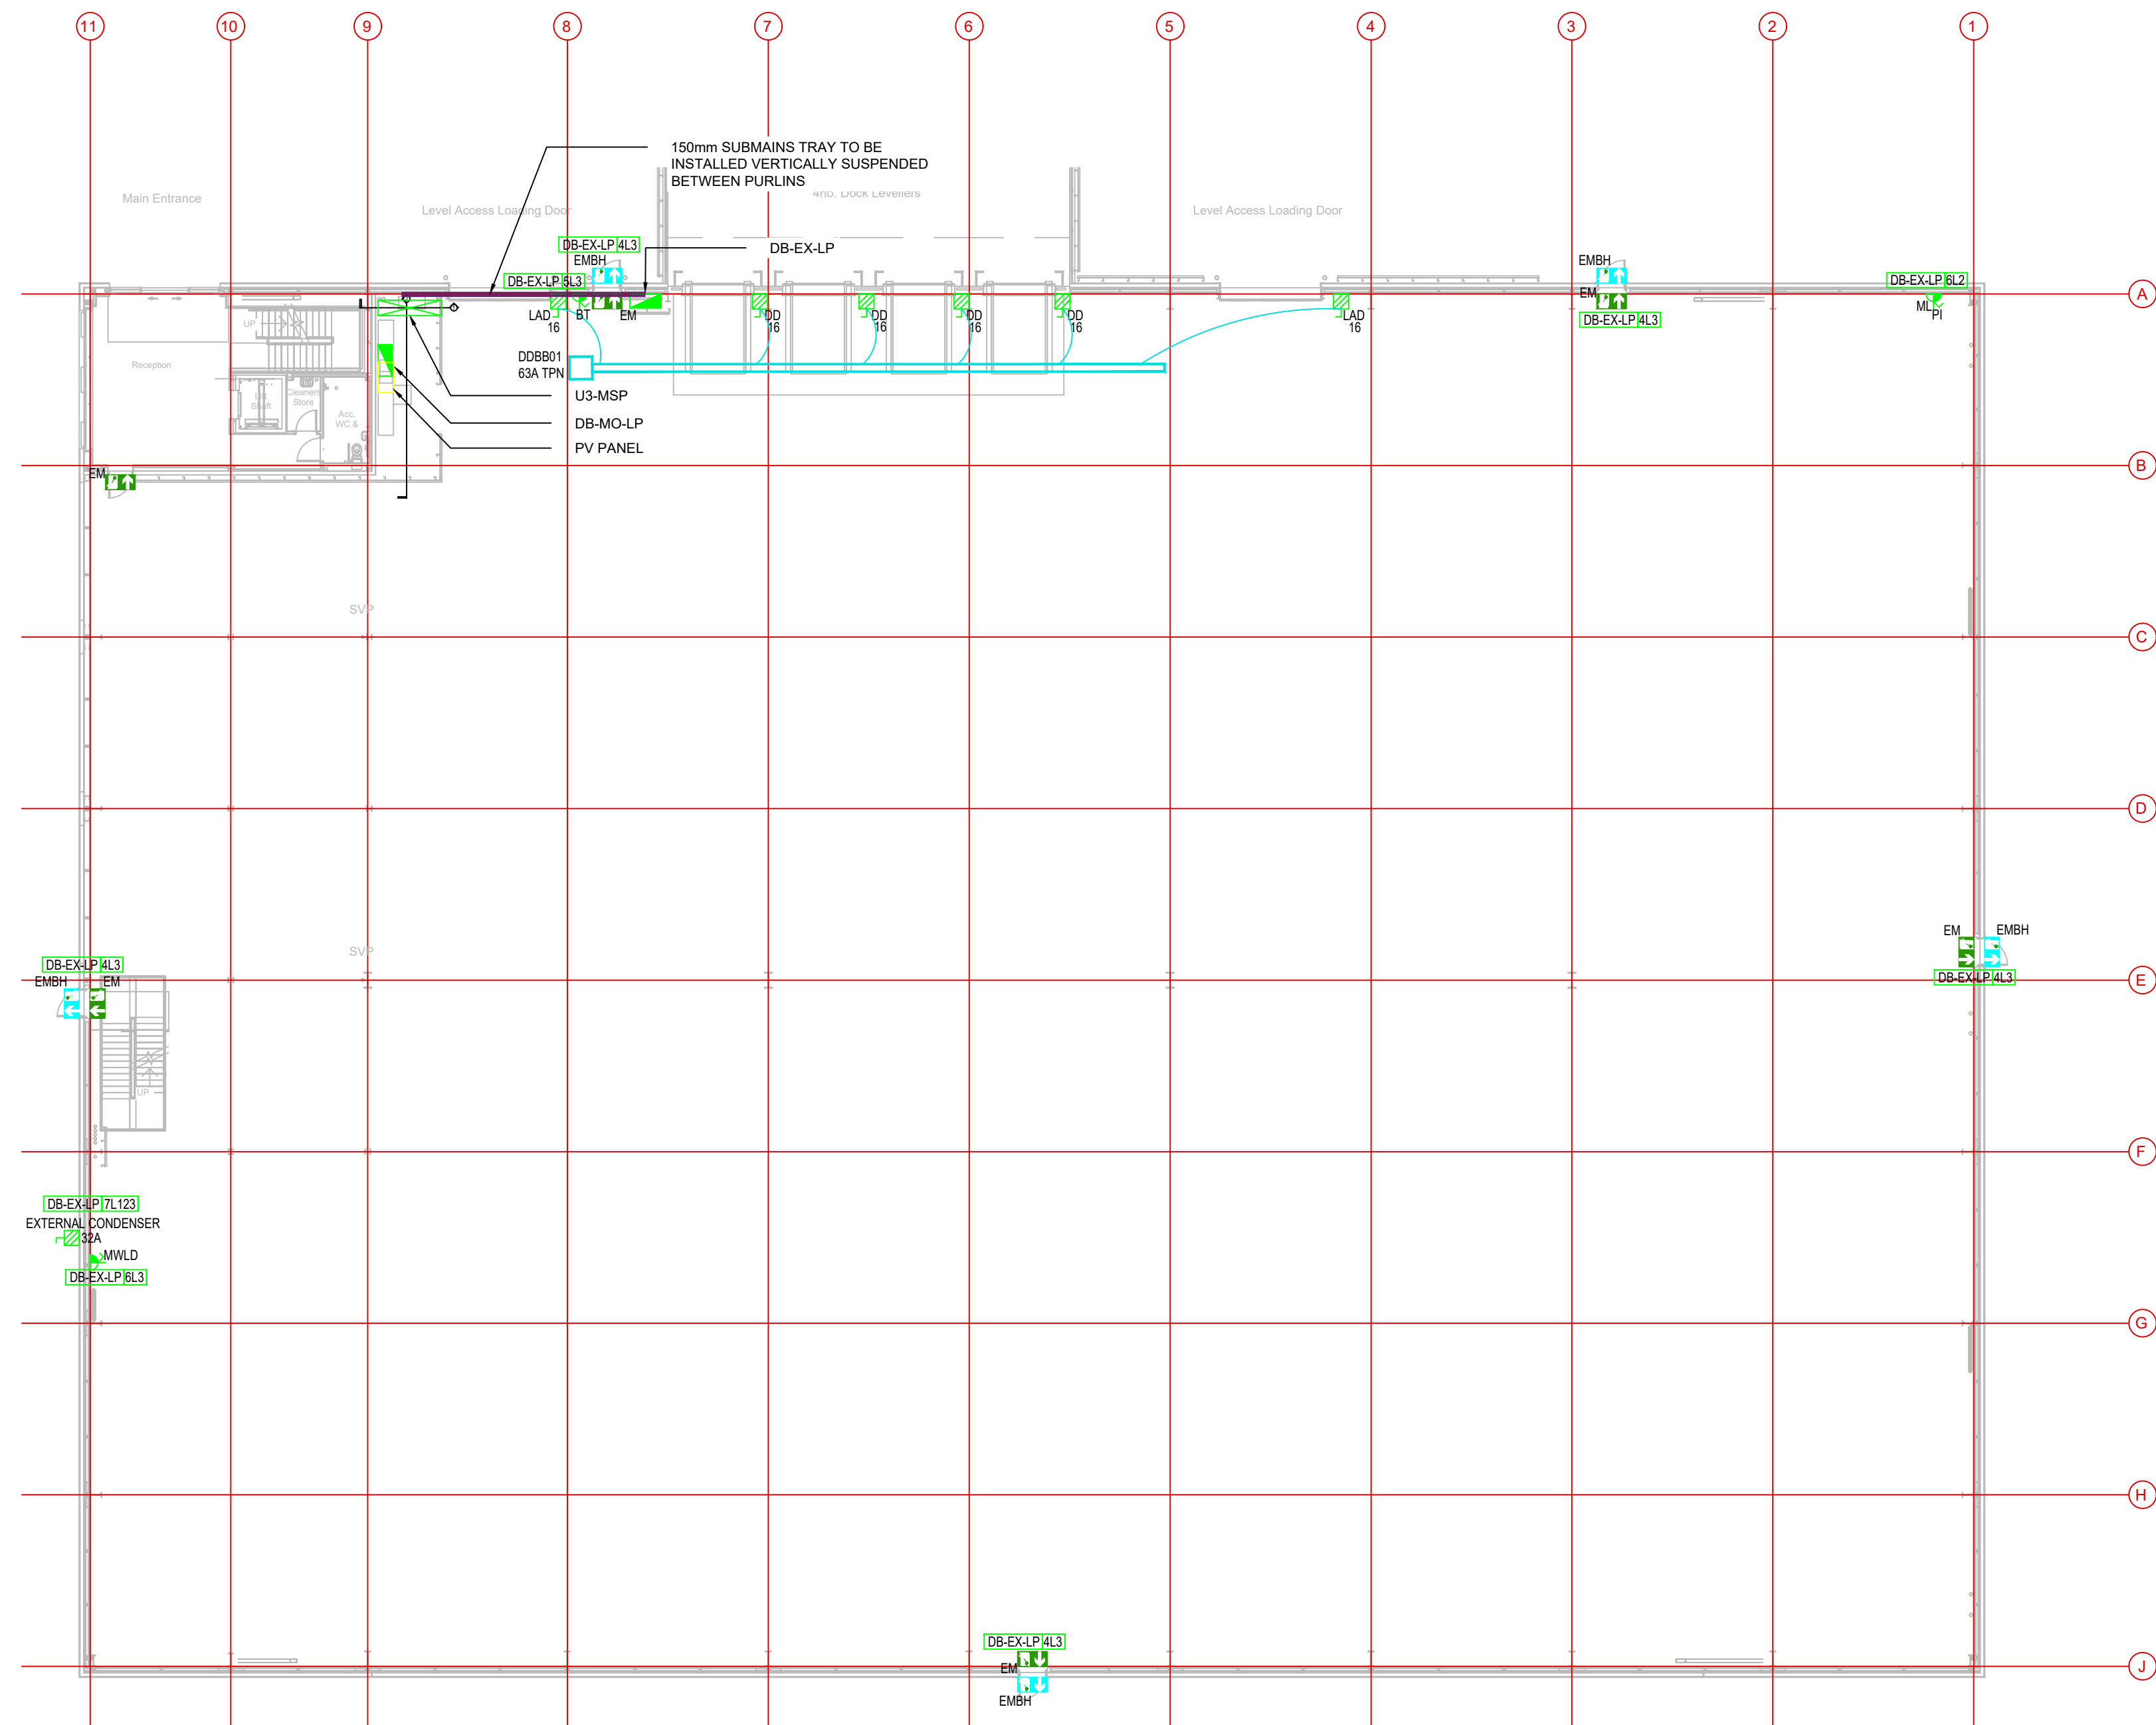 11 10 9 8 7 6 5 4 3 2 1
150mm SUBMAINS TRAY TO BE
INSTALLED VERTICALLY SUSPENDED
BETWEEN PURLINS
Main Entrance
Level Access Loading Door
4no. Dock Levellers
Level Access Loading Door
DB-EX-LP 4L3
EMBH
DB-EX-LP
DB-EX-LP 5L3
EMBH
EM
DB-EX-LP 4L3
DB-EX-LP 6L2
ML
PI
A
LAD
16
BT
EM
DD
16
DD
16
DD
16
DD
16
LAD
16
UP
Reception
Lift
Shaft
Cleaners
Store
Acc.
WC &
DDBB01
63A TPN
U3-MSP
DB-MO-LP
PV PANEL
EM
B
SVP
C
D
SVP
EM
EMBH
DB-EX-LP 4L3
DB-EX-LP 4L3
EMBH
EM
E
UP
F
DB-EX-LP 7L123
EXTERNAL CONDENSER
32A
MWLD
DB-EX-LP 6L3
G
H
DB-EX-LP 4L3
EM
EMBH
J